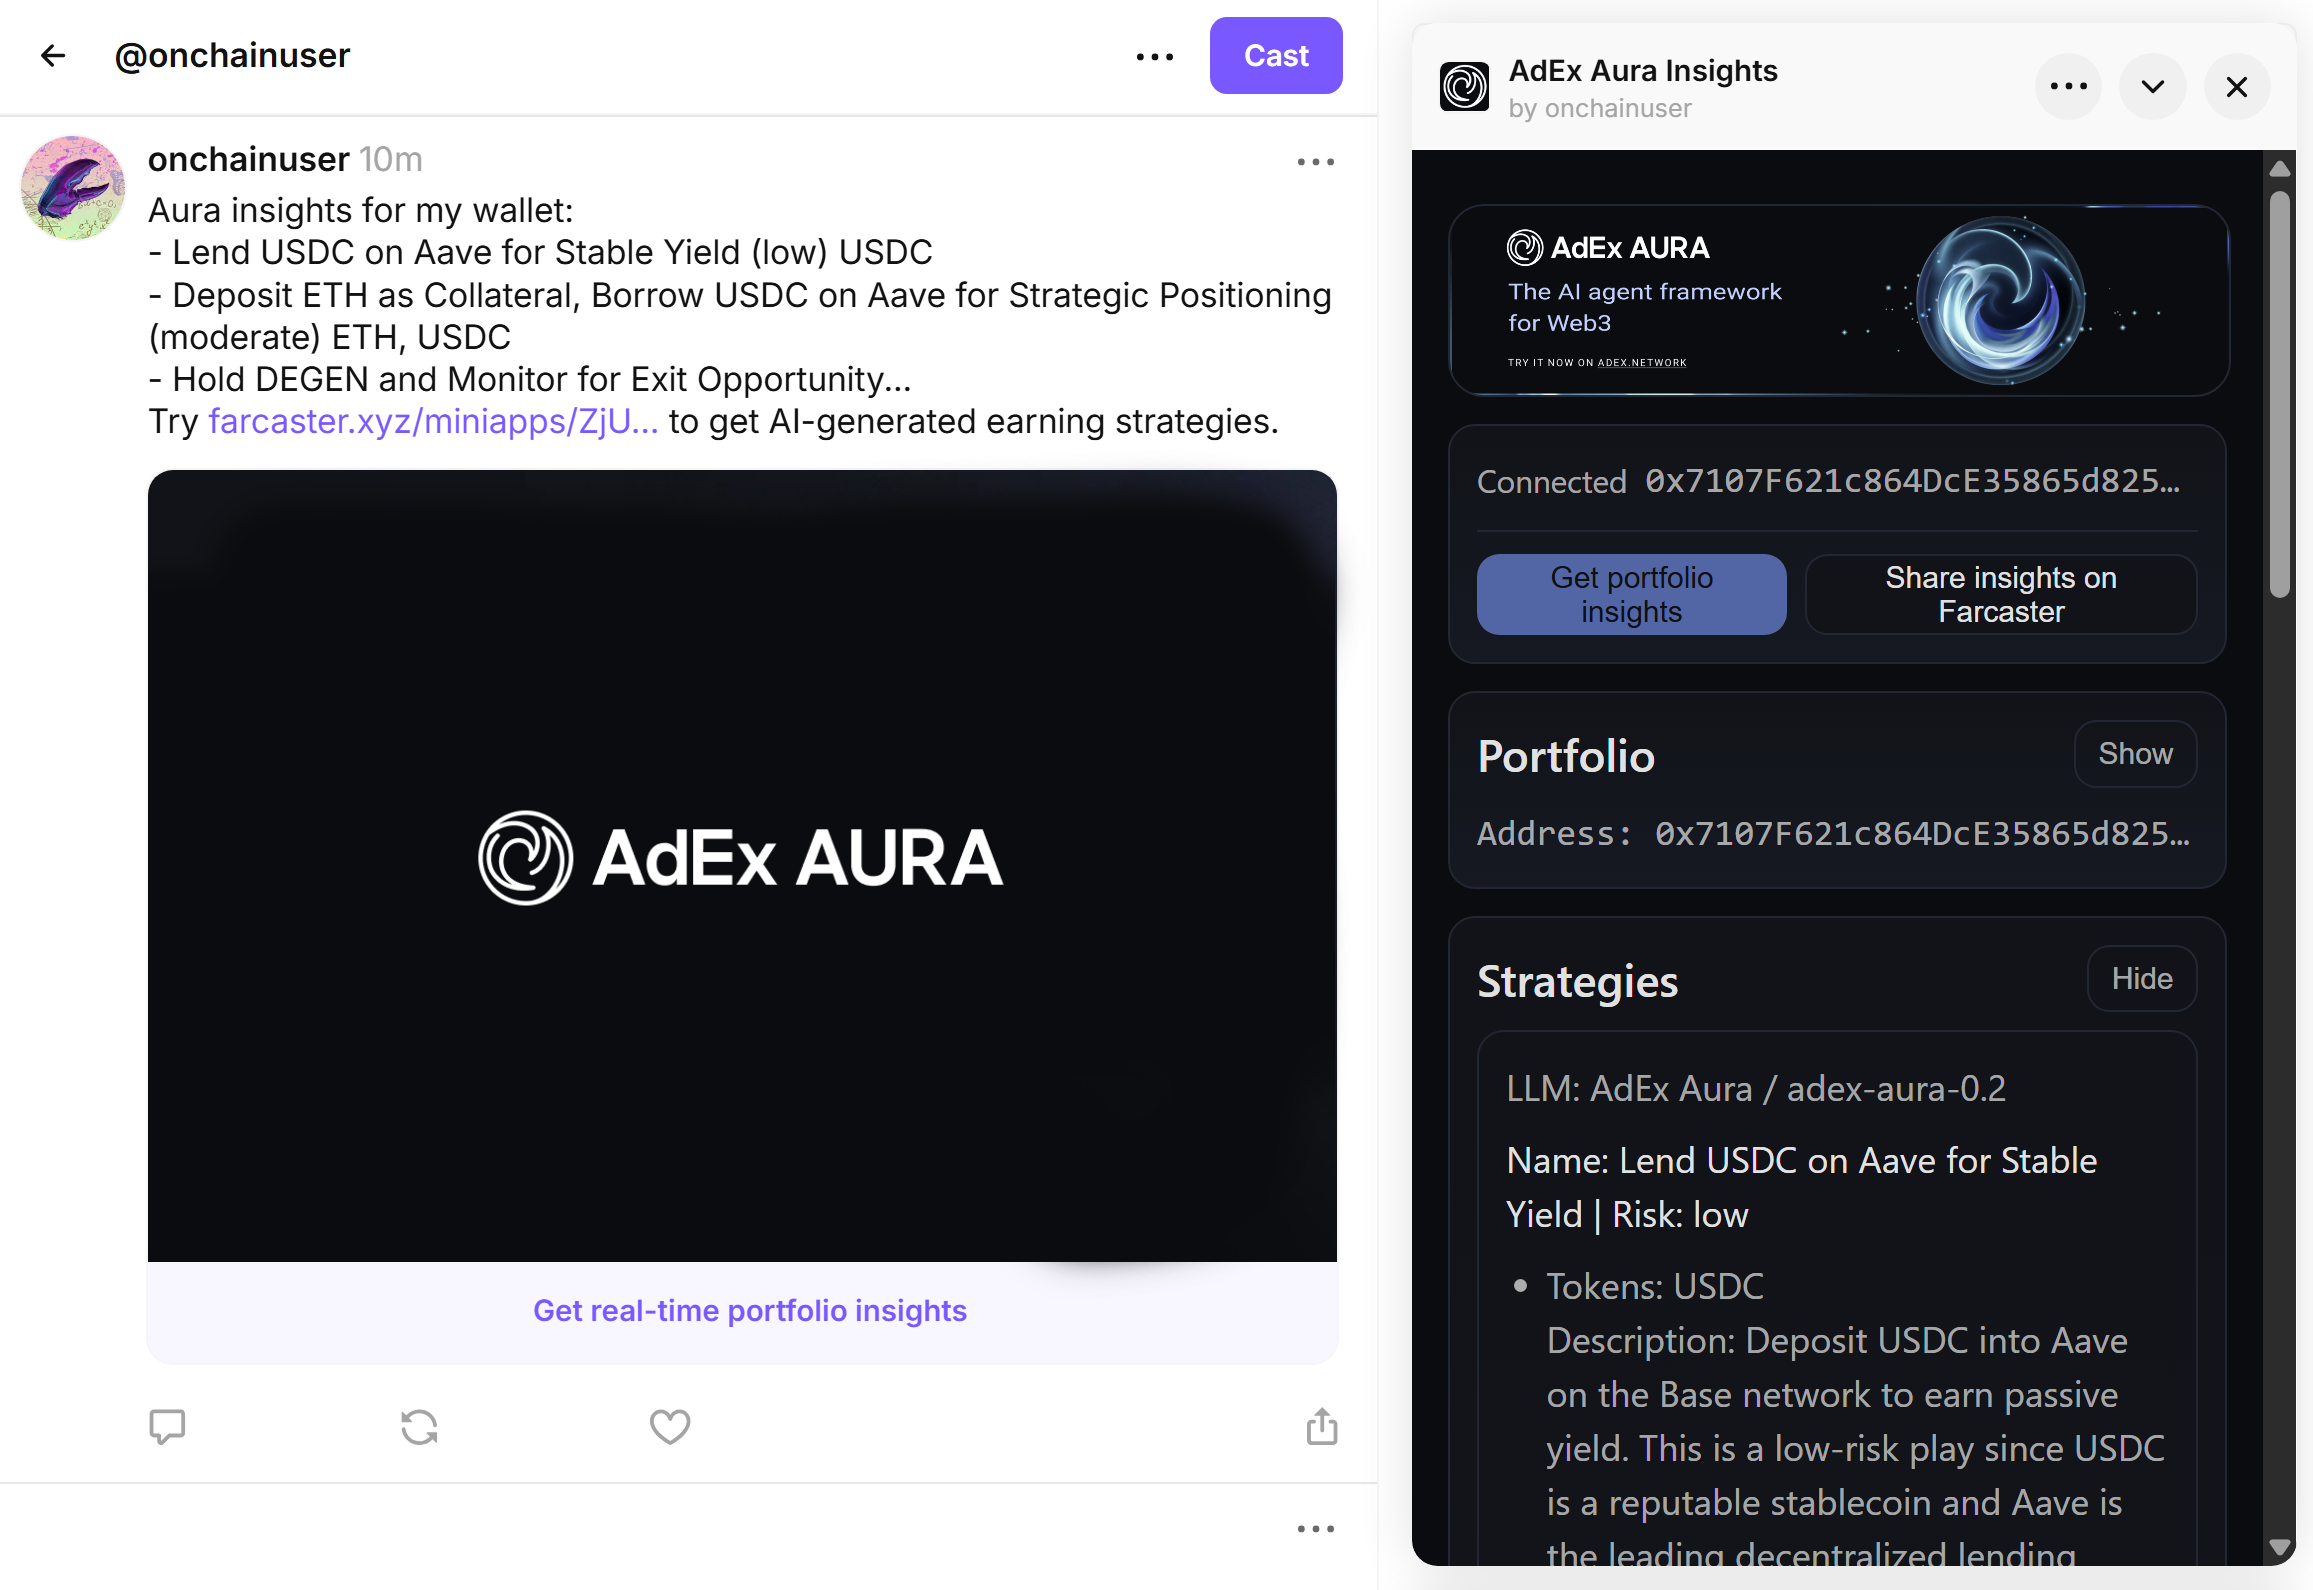 @onchainuser
Cast
onchainuser 10m
Aura insights for my wallet:
- Lend USDC on Aave for Stable Yield (low) USDC
- Deposit ETH as Collateral, Borrow USDC on Aave for Strategic Positioning
(moderate) ETH, USDC
- Hold DEGEN and Monitor for Exit Opportunity...
Try farcaster.xyz/miniapps/ZjU... to get AI-generated earning strategies.
AdEx AURA
Get real-time portfolio insights
AdEx Aura Insights
by onchainuser
AdEx AURA
The AI agent framework
for Web3
TRY IT NOW ON ADEX.NETWORK
Connected 0x7107F621c864DcE35865d825…
Get portfolio
insights
Share insights on
Farcaster
Portfolio
Show
Address: 0x7107F621c864DcE35865d825…
Strategies
Hide
LLM: AdEx Aura / adex-aura-0.2
Name: Lend USDC on Aave for Stable
Yield | Risk: low
• Tokens: USDC
Description: Deposit USDC into Aave
on the Base network to earn passive
yield. This is a low-risk play since USDC
is a reputable stablecoin and Aave is
the leading decentralized lending